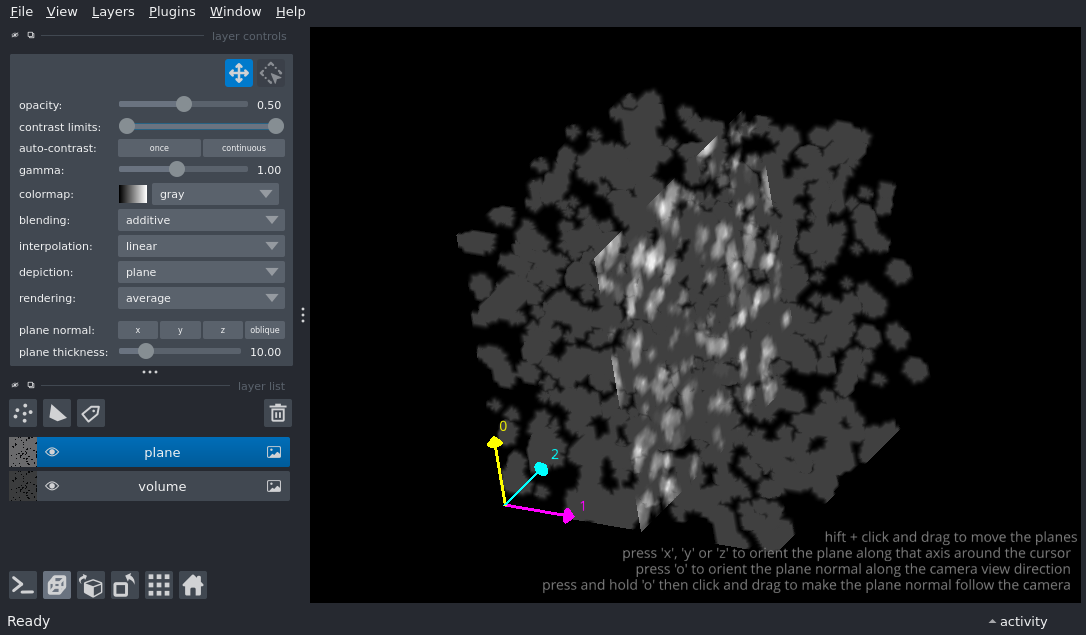 File View Layers Plugins Window Help
layer controls
opacity: 0.50
contrast limits:
auto-contrast: once continuous
gamma: 1.00
colormap: gray
blending: additive
interpolation: linear
depiction: plane
rendering: average
plane normal: x y z oblique
plane thickness: 10.00
layer list
plane
volume
0
2
1
hift + click and drag to move the planes
press 'x', 'y' or 'z' to orient the plane along that axis around the cursor
press 'o' to orient the plane normal along the camera view direction
press and hold 'o' then click and drag to make the plane normal follow the camera
Ready
activity